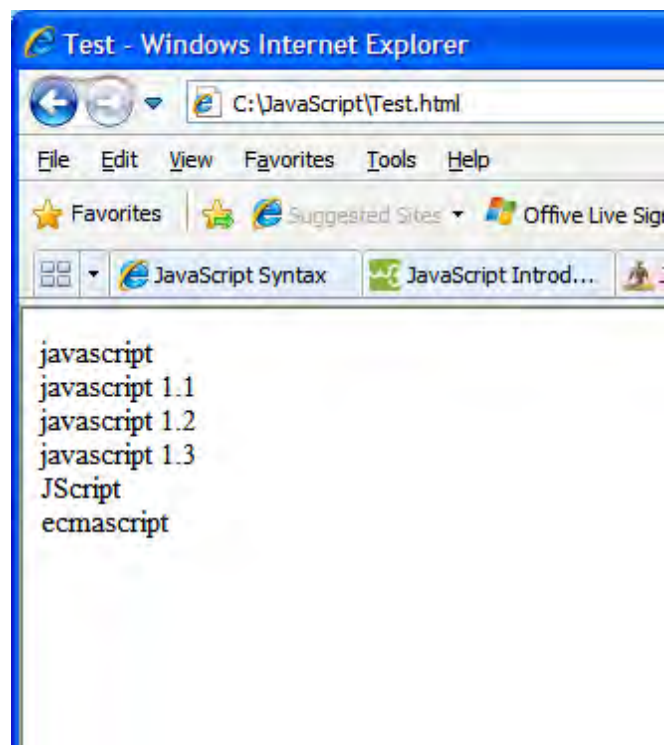 Test - Windows Internet Explorer
C:\JavaScript\Test.html
File Edit View Favorites Tools Help
Favorites Suggested Sites Offive Live Sig
JavaScript Syntax JavaScript Introd...
javascript
javascript 1.1
javascript 1.2
javascript 1.3
JScript
ecmascript